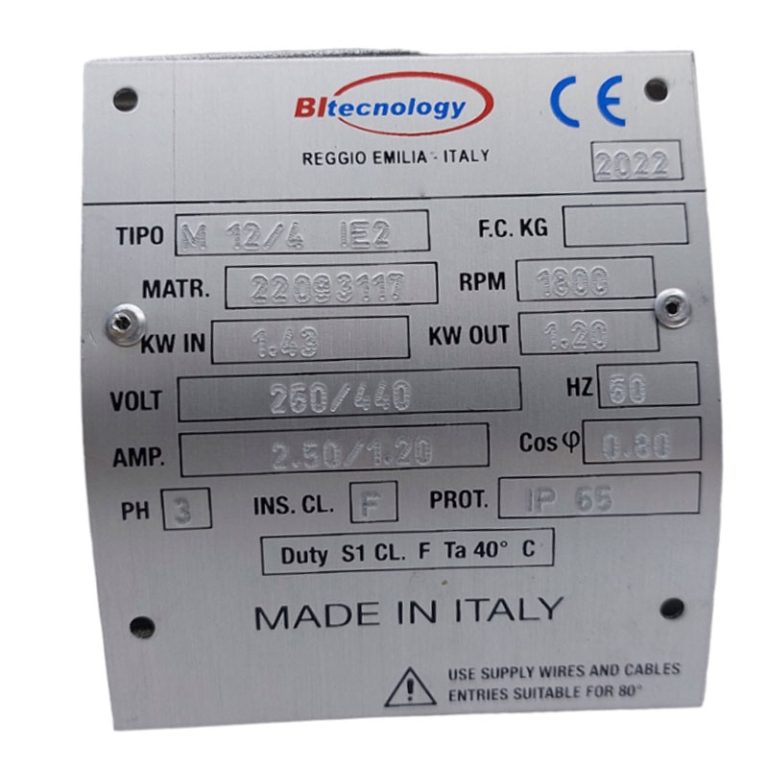 BItecnology
CE
REGGIO EMILIA - ITALY
2022
TIPO M 12/4 IE2 F.C. KG
MATR. 22083117 RPM 1800
KW IN 1.43 KW OUT 1.20
VOLT 260/440 HZ 60
AMP. 2.50/1.20 Cos φ 0.80
PH 3 INS. CL. F PROT. IP 65
Duty S1 CL. F Ta 40° C
MADE IN ITALY
USE SUPPLY WIRES AND CABLES
ENTRIES SUITABLE FOR 80°